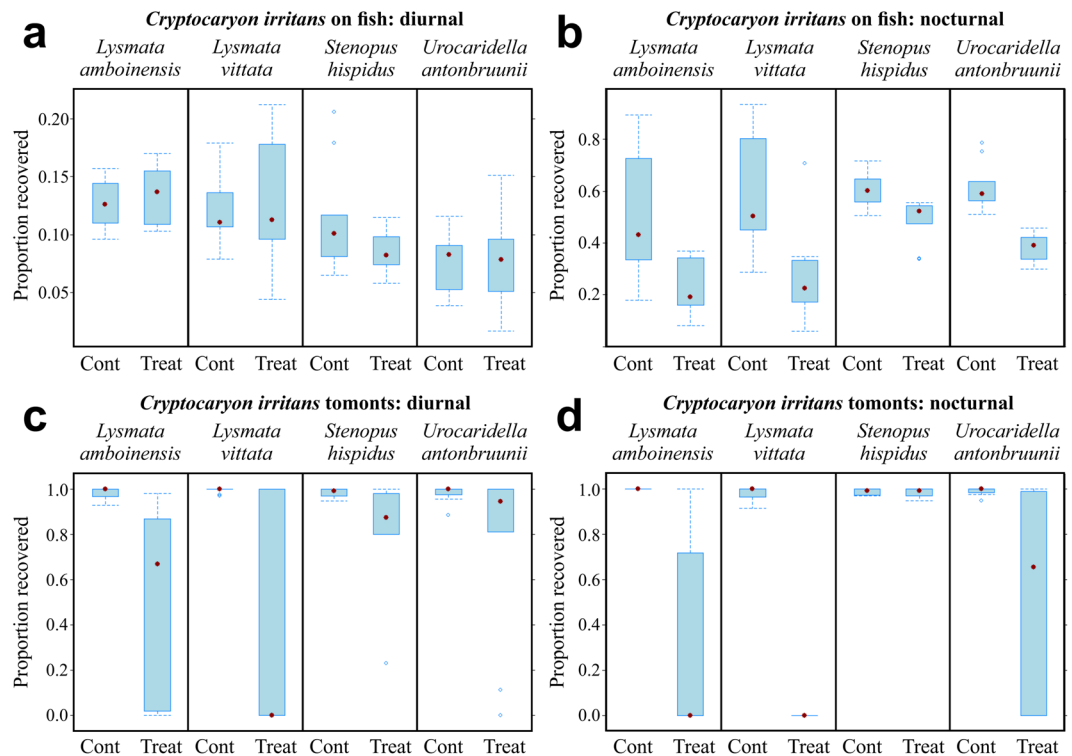 a
Cryptocaryon irritans on fish: diurnal
Lysmata amboinensis
Lysmata vittata
Stenopus hispidus
Urocaridella antonbruunii
Proportion recovered
0.20
0.15
0.10
0.05
Cont Treat Cont Treat Cont Treat Cont Treat
b
Cryptocaryon irritans on fish: nocturnal
Lysmata amboinensis
Lysmata vittata
Stenopus hispidus
Urocaridella antonbruunii
Proportion recovered
0.8
0.6
0.4
0.2
Cont Treat Cont Treat Cont Treat Cont Treat
c
Cryptocaryon irritans tomonts: diurnal
Lysmata amboinensis
Lysmata vittata
Stenopus hispidus
Urocaridella antonbruunii
Proportion recovered
1.0
0.8
0.6
0.4
0.2
0.0
Cont Treat Cont Treat Cont Treat Cont Treat
d
Cryptocaryon irritans tomonts: nocturnal
Lysmata amboinensis
Lysmata vittata
Stenopus hispidus
Urocaridella antonbruunii
Proportion recovered
1.0
0.8
0.6
0.4
0.2
0.0
Cont Treat Cont Treat Cont Treat Cont Treat